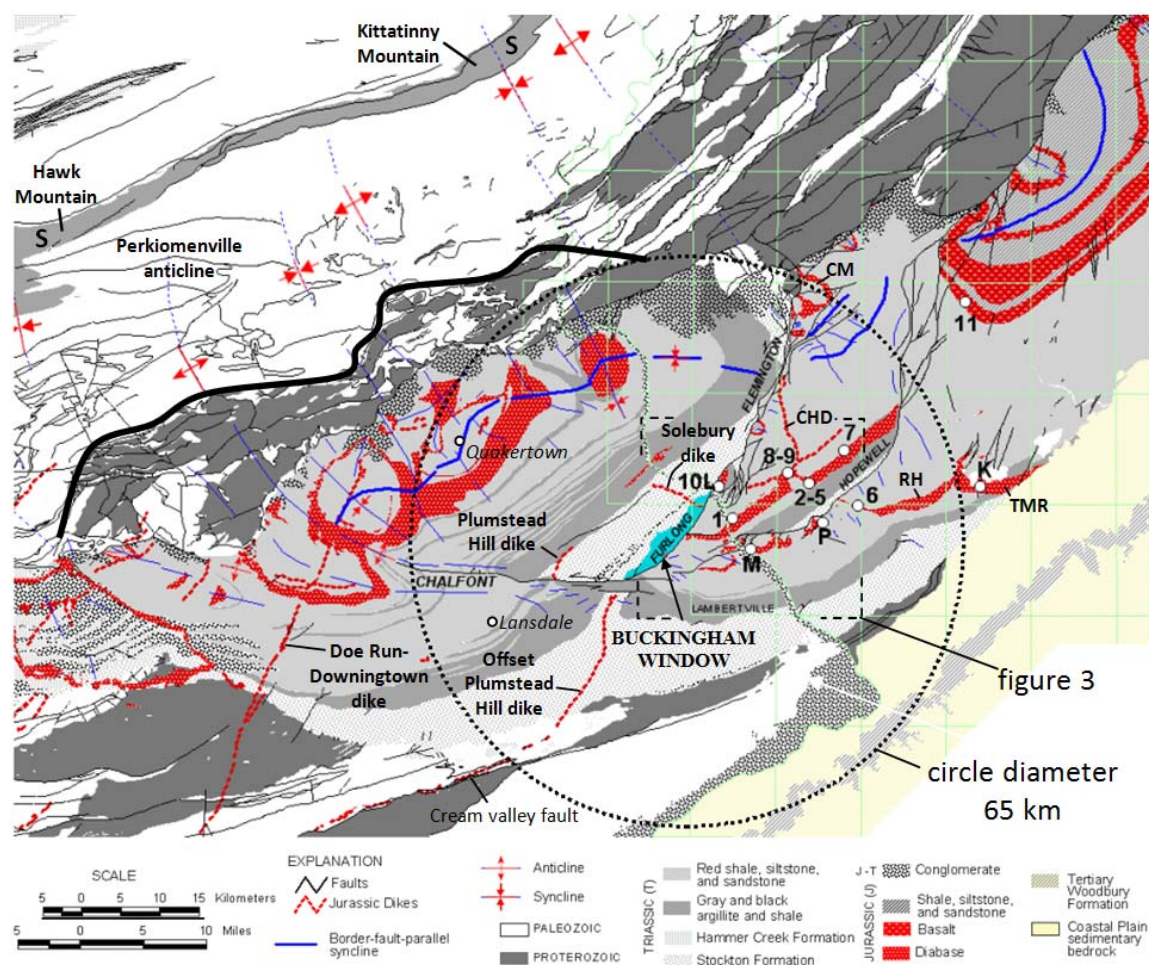 Kittatinny
Mountain
S
Hawk
Mountain
S
Perkiomenville
anticline
CM
11
FLEMINGTON
CHD
Solebury
dike
7
Quakertown
8-9
HOPEWELL
10L
2-5
K
RH
6
TMR
1
P
Plumstead
Hill dike
FURLONG
M
CHALFONT
LAMBERTVILLE
Lansdale
BUCKINGHAM
WINDOW
Doe Run-
Downingtown
dike
Offset
Plumstead
Hill dike
figure 3
circle diameter
65 km
Cream valley fault
SCALE
5 0 5 10 15 Kilometers
5 0 5 10 Miles
EXPLANATION
Faults
Jurassic Dikes
Border-fault-parallel
syncline
Anticline
Syncline
PALEOZOIC
PROTEROZOIC
TRIASSIC (T)
Red shale, siltstone,
and sandstone
Gray and black
argillite and shale
Hammer Creek Formation
Stockton Formation
J - T
Conglomerate
JURASSIC (J)
Shale, siltstone,
and sandstone
Basalt
Diabase
Tertiary
Woodbury
Formation
Coastal Plain
sedimentary
bedrock